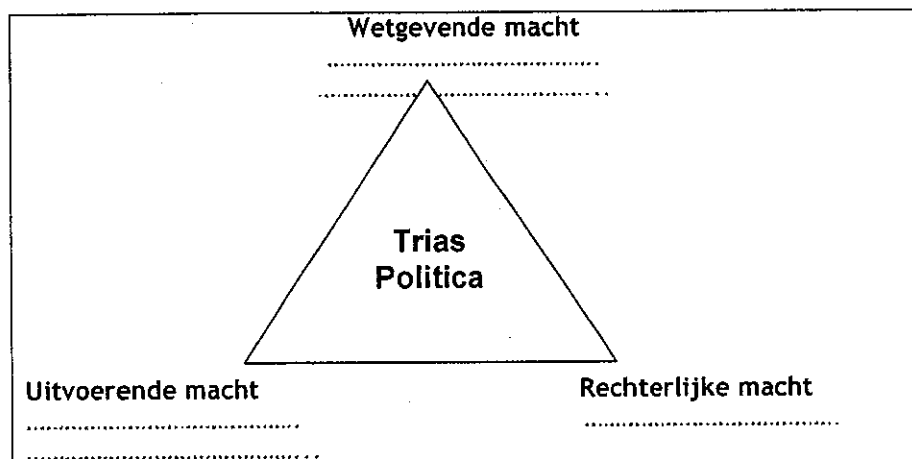 Wetgevende macht
Trias
Politica
Uitvoerende macht
Rechterlijke macht